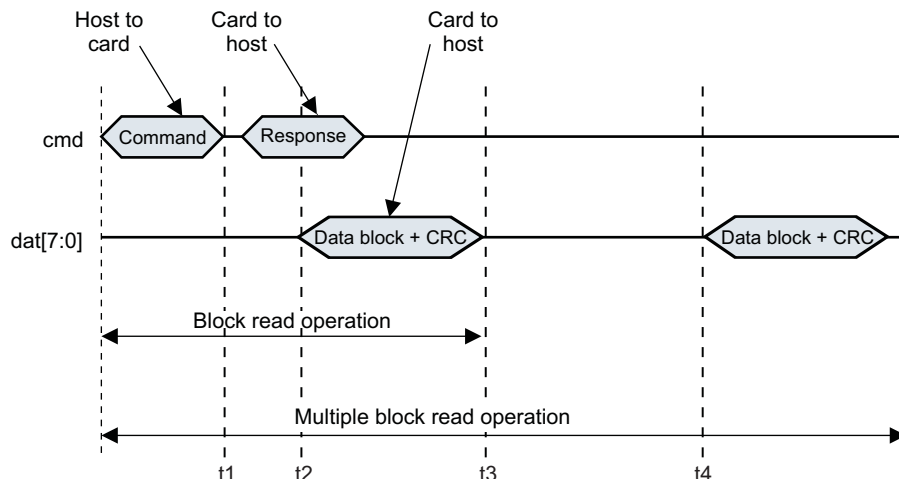 Host to
card
Card to
host
Card to
host
cmd
Command
Response
dat[7:0]
Data block + CRC
Data block + CRC
Block read operation
Multiple block read operation
t1
t2
t3
t4